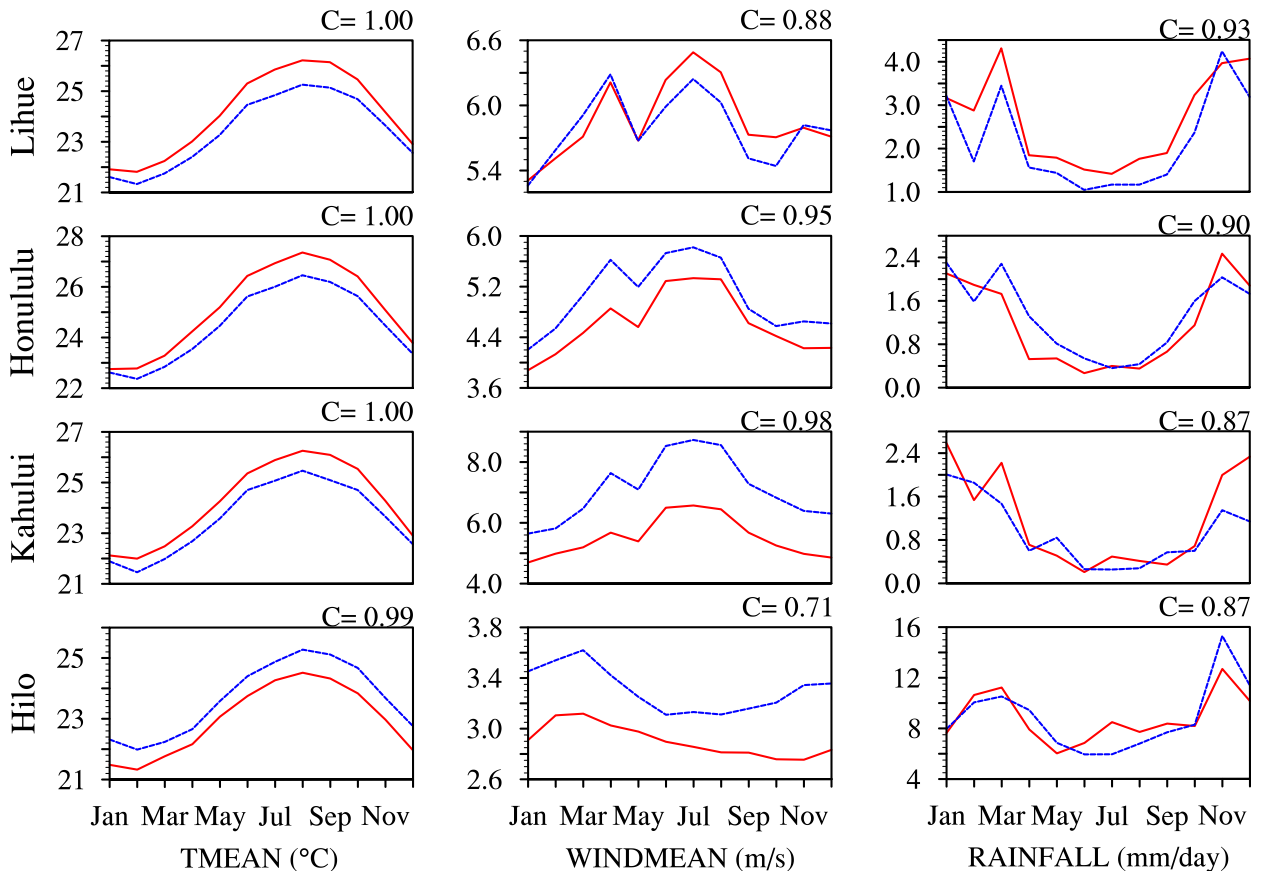 C= 1.00 C= 0.88 C= 0.93
Lihue
27 25 23 21
6.6 6.0 5.4
4.0 3.0 2.0 1.0
C= 1.00 C= 0.95 C= 0.90
Honululu
28 26 24 22
6.0 5.2 4.4 3.6
2.4 1.6 0.8 0.0
C= 1.00 C= 0.98 C= 0.87
Kahului
27 25 23 21
8.0 6.0 4.0
2.4 1.6 0.8 0.0
C= 0.99 C= 0.71 C= 0.87
Hilo
25 23 21
3.8 3.4 3.0 2.6
16 12 8 4
Jan Mar May Jul Sep Nov Jan Mar May Jul Sep Nov Jan Mar May Jul Sep Nov
TMEAN (°C) WINDMEAN (m/s) RAINFALL (mm/day)